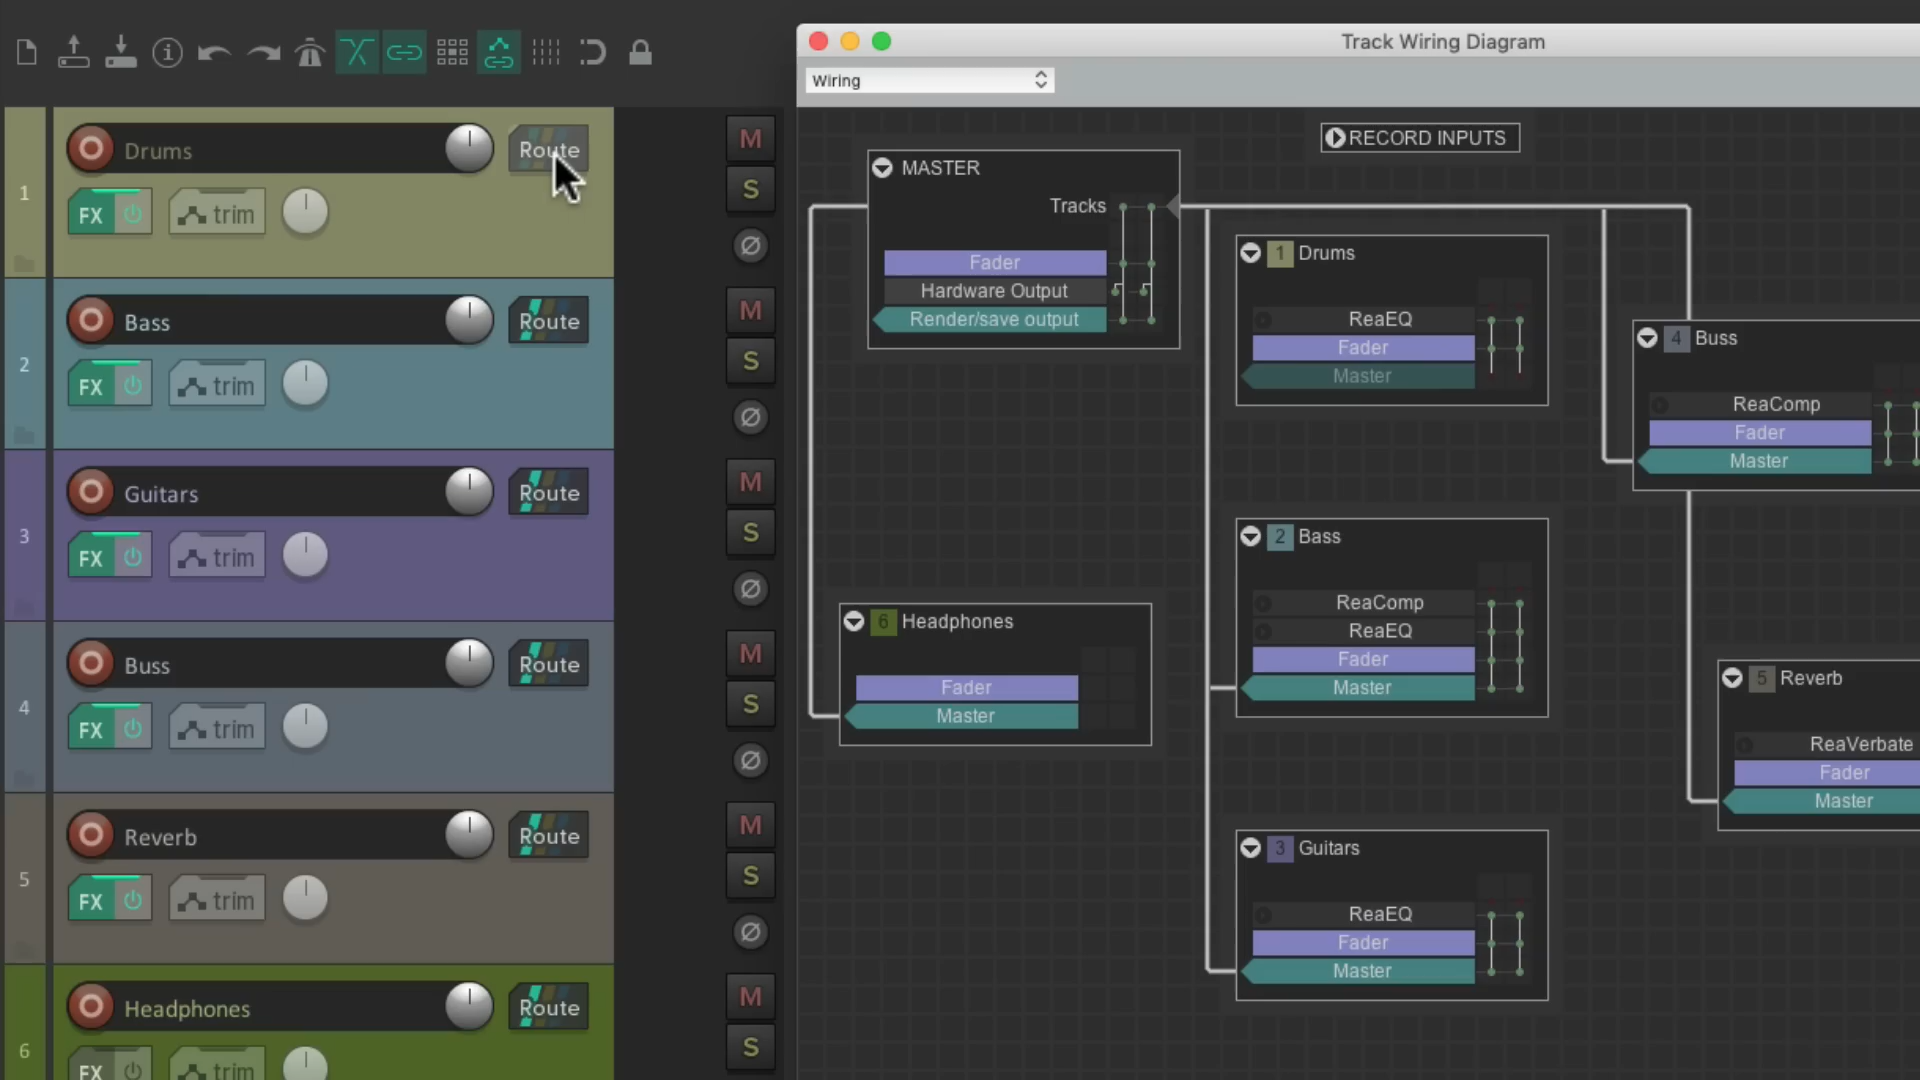 Track Wiring Diagram
Wiring
1
Drums
Route
FX
trim
M
S
Ø
2
Bass
Route
FX
trim
M
S
Ø
3
Guitars
Route
FX
trim
M
S
Ø
4
Buss
Route
FX
trim
M
S
Ø
5
Reverb
Route
FX
trim
M
S
Ø
6
Headphones
Route
FX
trim
M
S
RECORD INPUTS
MASTER
Tracks
Fader
Hardware Output
Render/save output
6 Headphones
Fader
Master
1 Drums
ReaEQ
Fader
Master
2 Bass
ReaComp
ReaEQ
Fader
Master
3 Guitars
ReaEQ
Fader
Master
4 Buss
ReaComp
Fader
Master
5 Reverb
ReaVerbate
Fader
Master